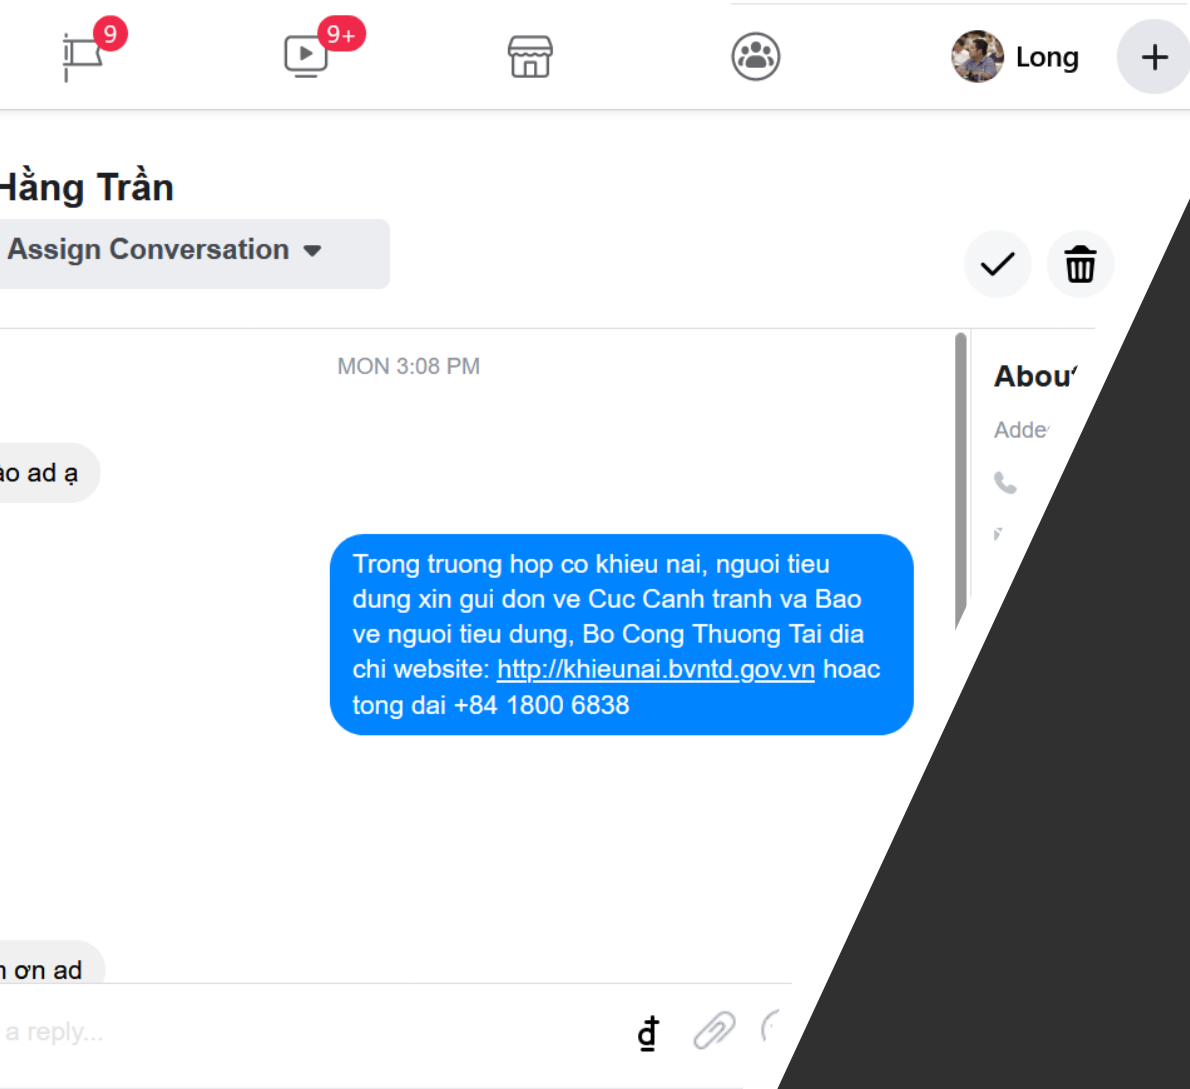 9
9+
Long
Hằng Trần
Assign Conversation
MON 3:08 PM
About
ad ạ
Trong truong hop co khieu nai, nguoi tieu
dung xin gui don ve Cuc Canh tranh va Bao
ve nguoi tieu dung, Bo Cong Thuong Tai dia
chi website: http://khieunai.bvntd.gov.vn hoac
tong dai +84 1800 6838
ơn ad
a reply...
₫